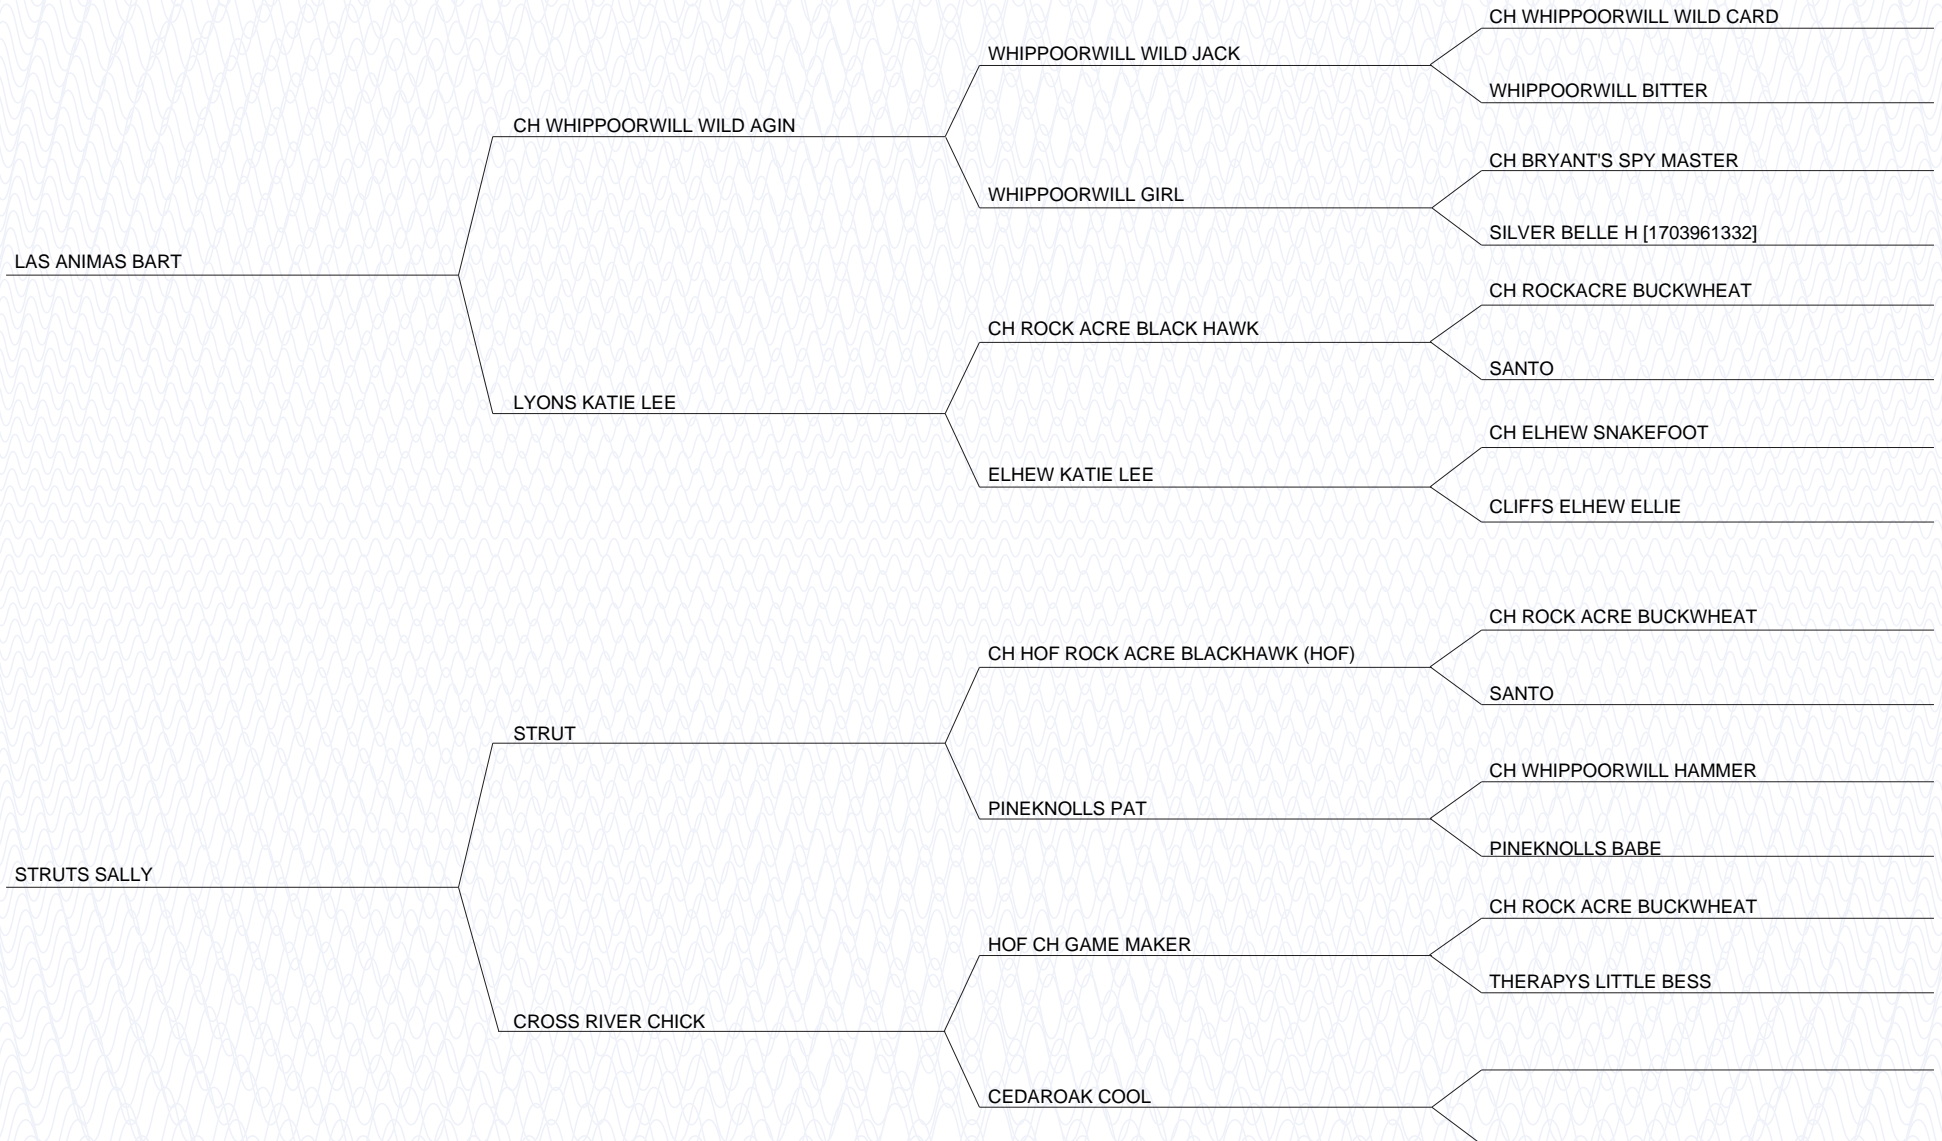 CH WHIPPOORWILL WILD CARD
WHIPPOORWILL WILD JACK
WHIPPOORWILL BITTER
CH WHIPPOORWILL WILD AGIN
CH BRYANT'S SPY MASTER
WHIPPOORWILL GIRL
SILVER BELLE H [1703961332]
LAS ANIMAS BART
CH ROCKACRE BUCKWHEAT
CH ROCK ACRE BLACK HAWK
SANTO
LYONS KATIE LEE
CH ELHEW SNAKEFOOT
ELHEW KATIE LEE
CLIFFS ELHEW ELLIE
CH ROCK ACRE BUCKWHEAT
CH HOF ROCK ACRE BLACKHAWK (HOF)
SANTO
STRUT
CH WHIPPOORWILL HAMMER
PINEKNOLLS PAT
PINEKNOLLS BABE
STRUTS SALLY
CH ROCK ACRE BUCKWHEAT
HOF CH GAME MAKER
THERAPYS LITTLE BESS
CROSS RIVER CHICK
CEDAROAK COOL